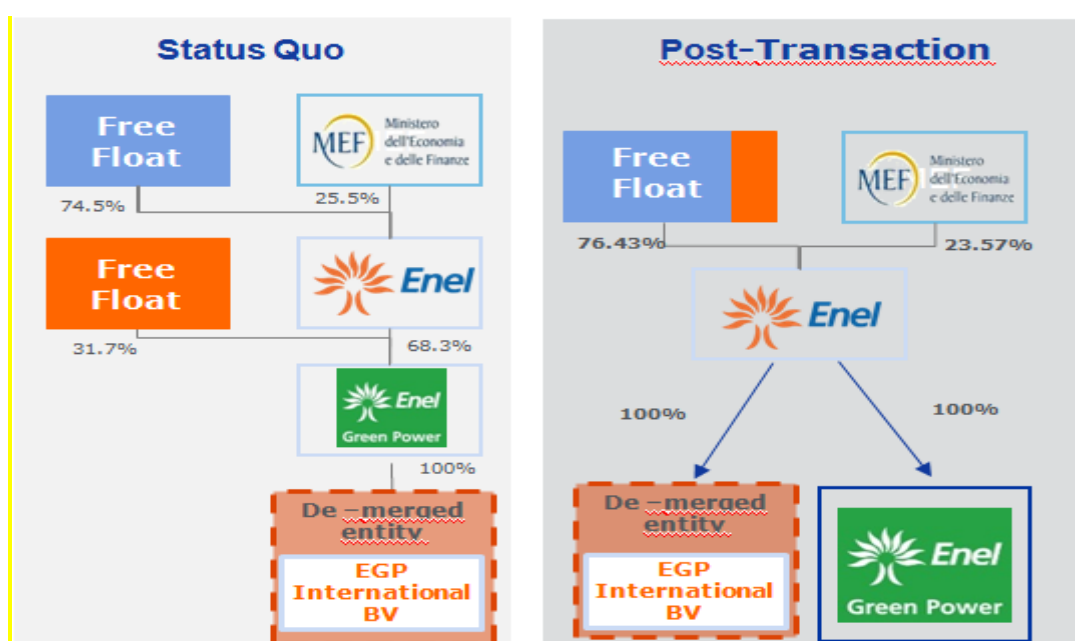 Status Quo
Free
Float
MEF
Ministero
dell'Economia
e delle Finanze
74.5%
25.5%
Free
Float
Enel
31.7%
68.3%
Enel
Green Power
100%
De –merged
entity
EGP
International
BV
Post-Transaction
Free
Float
MEF
Ministero
dell'Economia
e delle Finanze
76.43%
23.57%
Enel
100%
100%
De –merged
entity
EGP
International
BV
Enel
Green Power